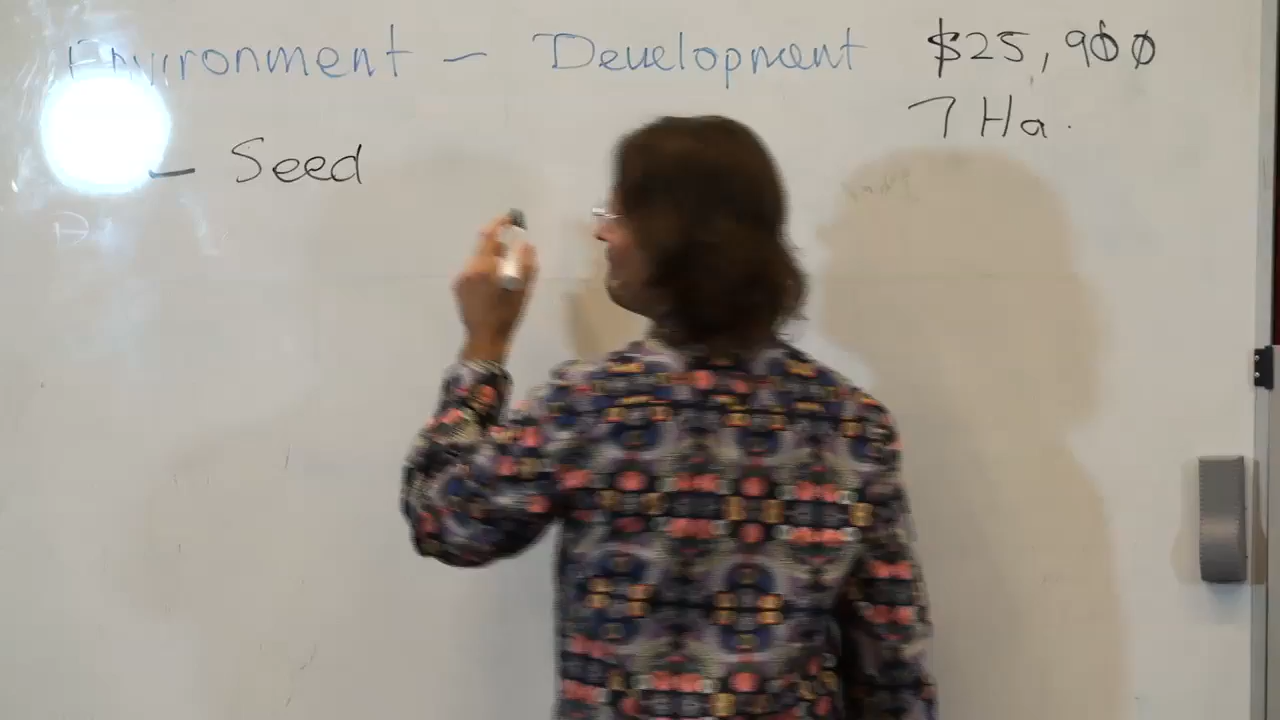 Environment - Development $25,900
7 Ha.
- Seed